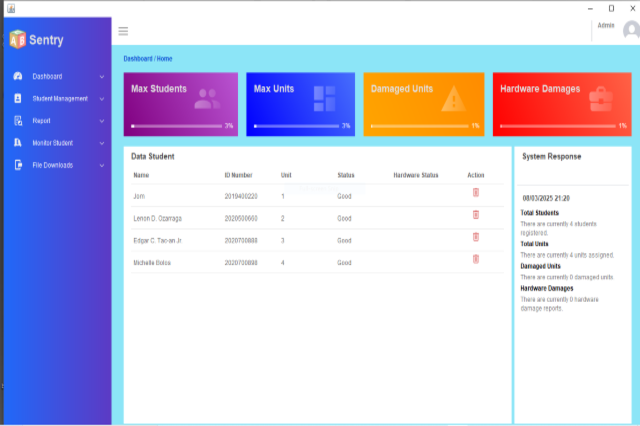 Admin
Sentry
Dashboard
Student Management
Report
Monitor Student
File Downloads
Dashboard / Home
Max Students
3%
Max Units
3%
Damaged Units
1%
Hardware Damages
1%
Data Student
Name ID Number Unit Status Hardware Status Action
Jom 2019400220 1 Good
Lenon D. Ozarraga 2020500660 2 Good
Edgar C. Tao-an Jr 2020700888 3 Good
Michelle Bolos 2020700898 4 Good
System Response
08/03/2025 21:20
Total Students
There are currently 4 students
registered.
Total Units
There are currently 4 units assigned.
Damaged Units
There are currently 0 damaged units.
Hardware Damages
There are currently 0 hardware
damage reports.